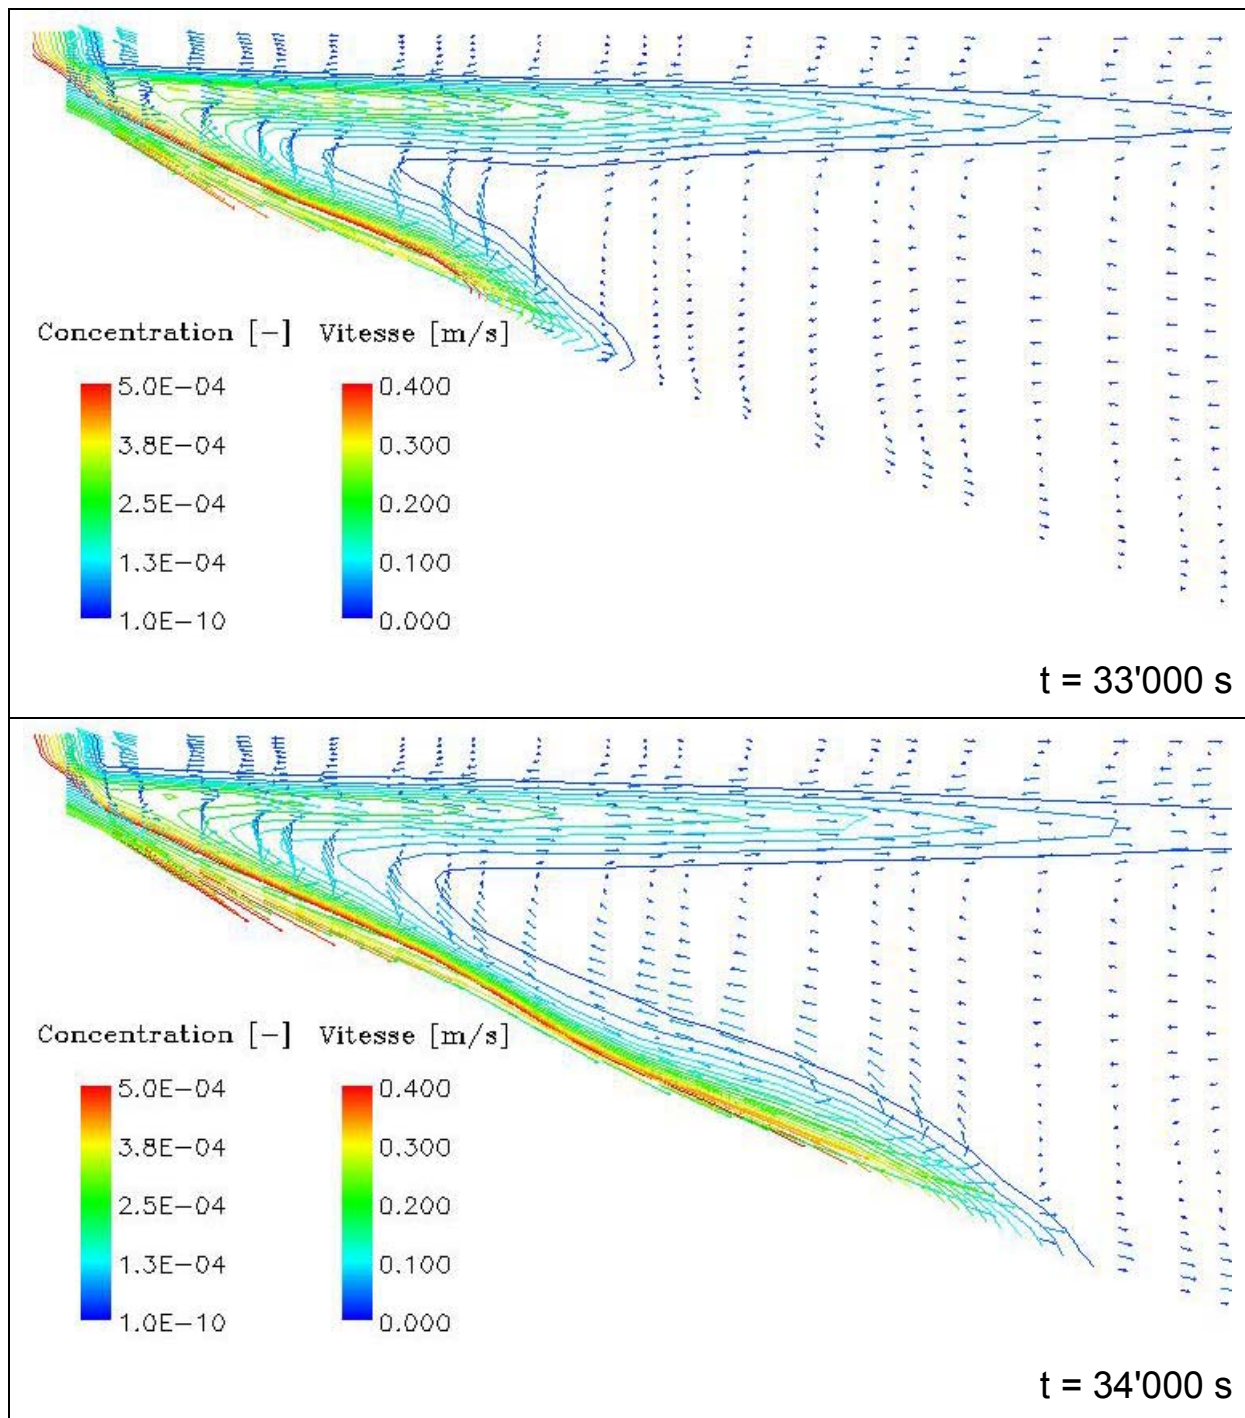 Concentration [-] Vitesse [m/s]
5.0E-04 0.400
3.8E-04 0.300
2.5E-04 0.200
1.3E-04 0.100
1.0E-10 0.000
t = 33'000 s
Concentration [-] Vitesse [m/s]
5.0E-04 0.400
3.8E-04 0.300
2.5E-04 0.200
1.3E-04 0.100
1.0E-10 0.000
t = 34'000 s